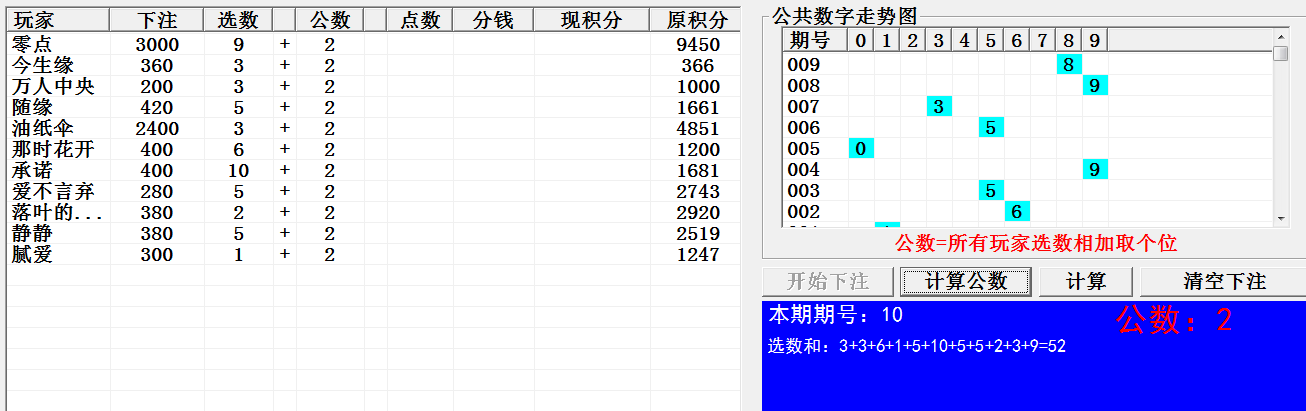 玩家 下注 选数 公数 点数 分钱 现积分 原积分
零点 3000 9 + 2 9450
今生缘 360 3 + 2 366
万人中央 200 3 + 2 1000
随缘 420 5 + 2 1661
油纸伞 2400 3 + 2 4851
那时花开 400 6 + 2 1200
承诺 400 10 + 2 1681
爱不言弃 280 5 + 2 2743
落叶的... 380 2 + 2 2920
静静 380 5 + 2 2519
腻爱 300 1 + 2 1247
公共数字走势图
期号 0 1 2 3 4 5 6 7 8 9
009 8
008 9
007 3
006 5
005 0
004 9
003 5
002 6
公数=所有玩家选数相加取个位
开始下注 计算公数 计算 清空下注
本期期号：10 公数：2
选数和：3+3+6+1+5+10+5+5+2+3+9=52